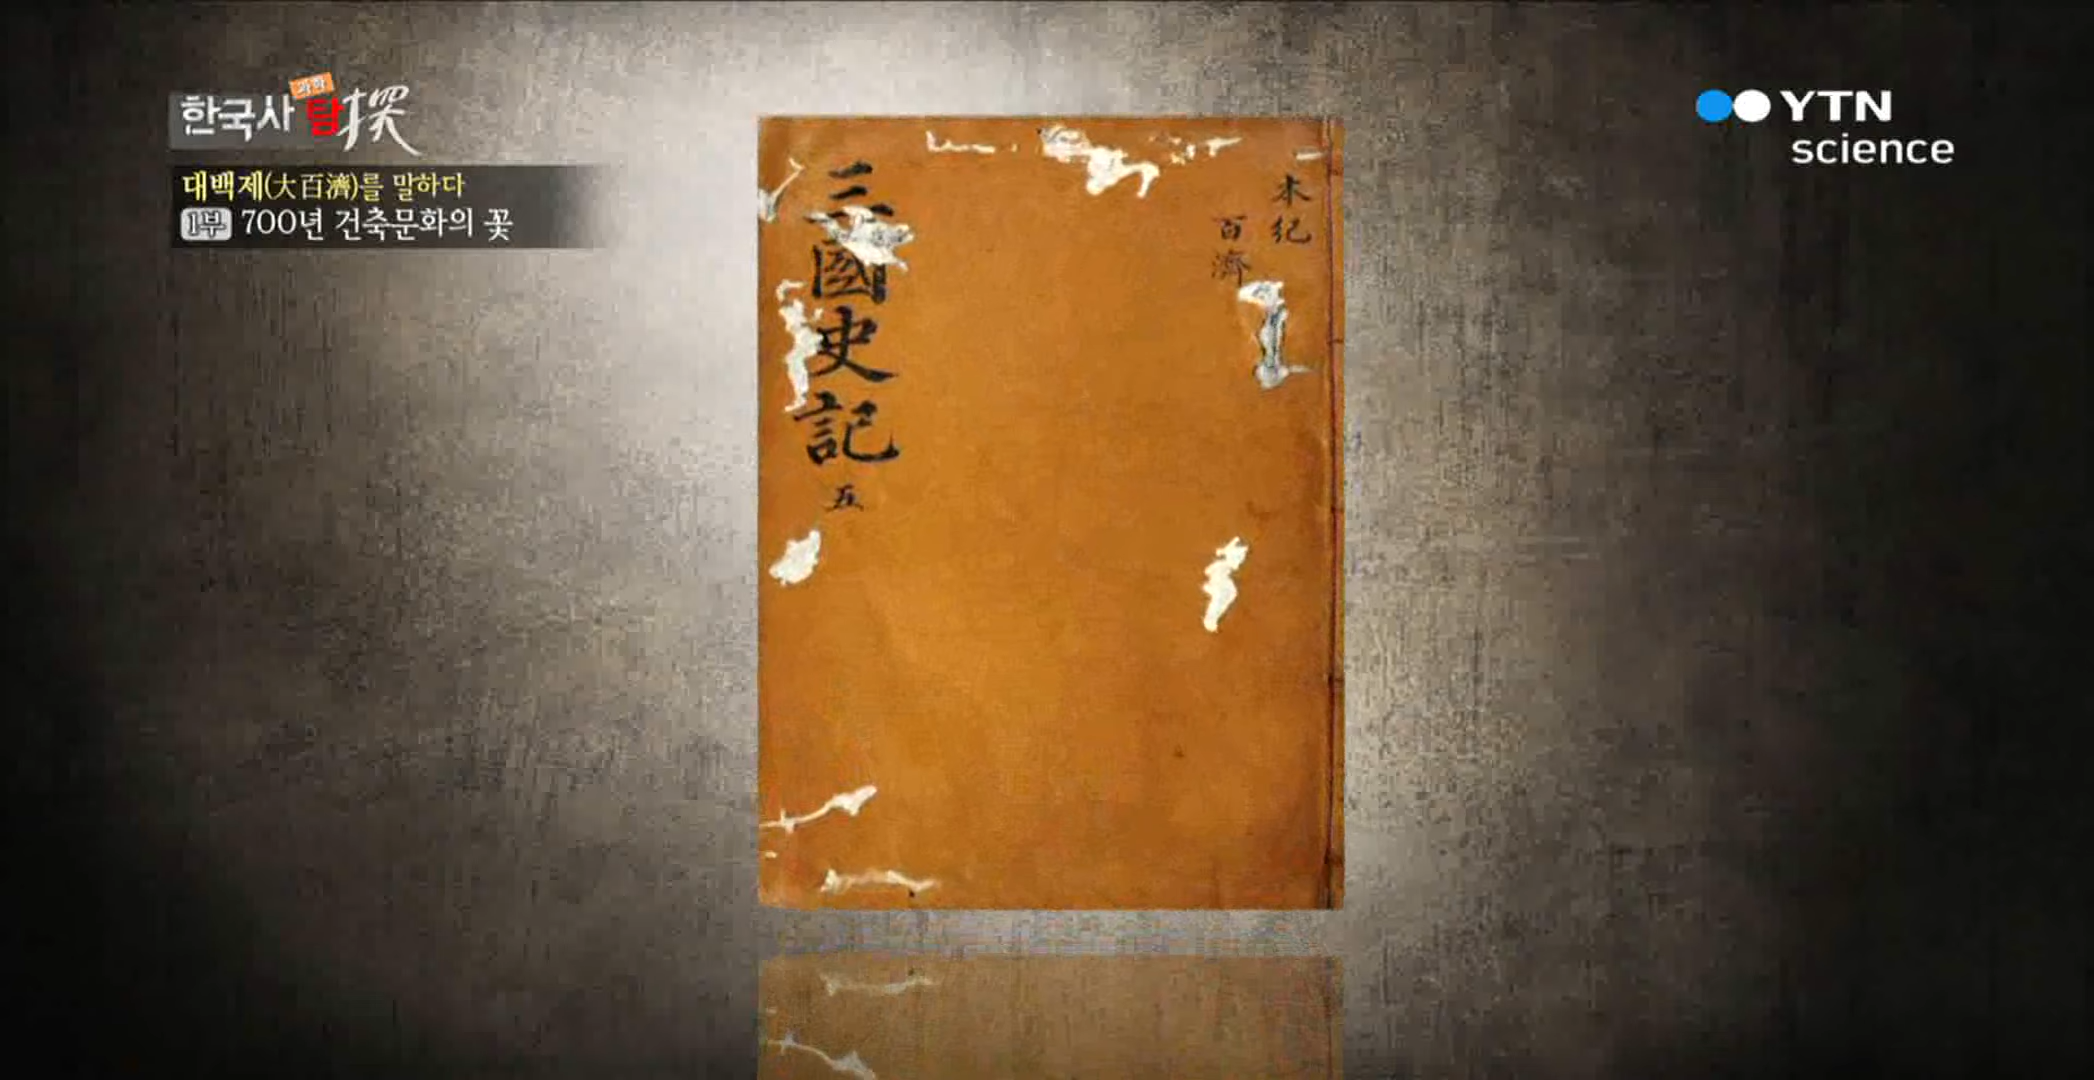 과학
한국사 탐探
대백제(大百濟)를 말하다
1부 700년 건축문화의 꽃
YTN
science
本紀
百濟
三國史記
五